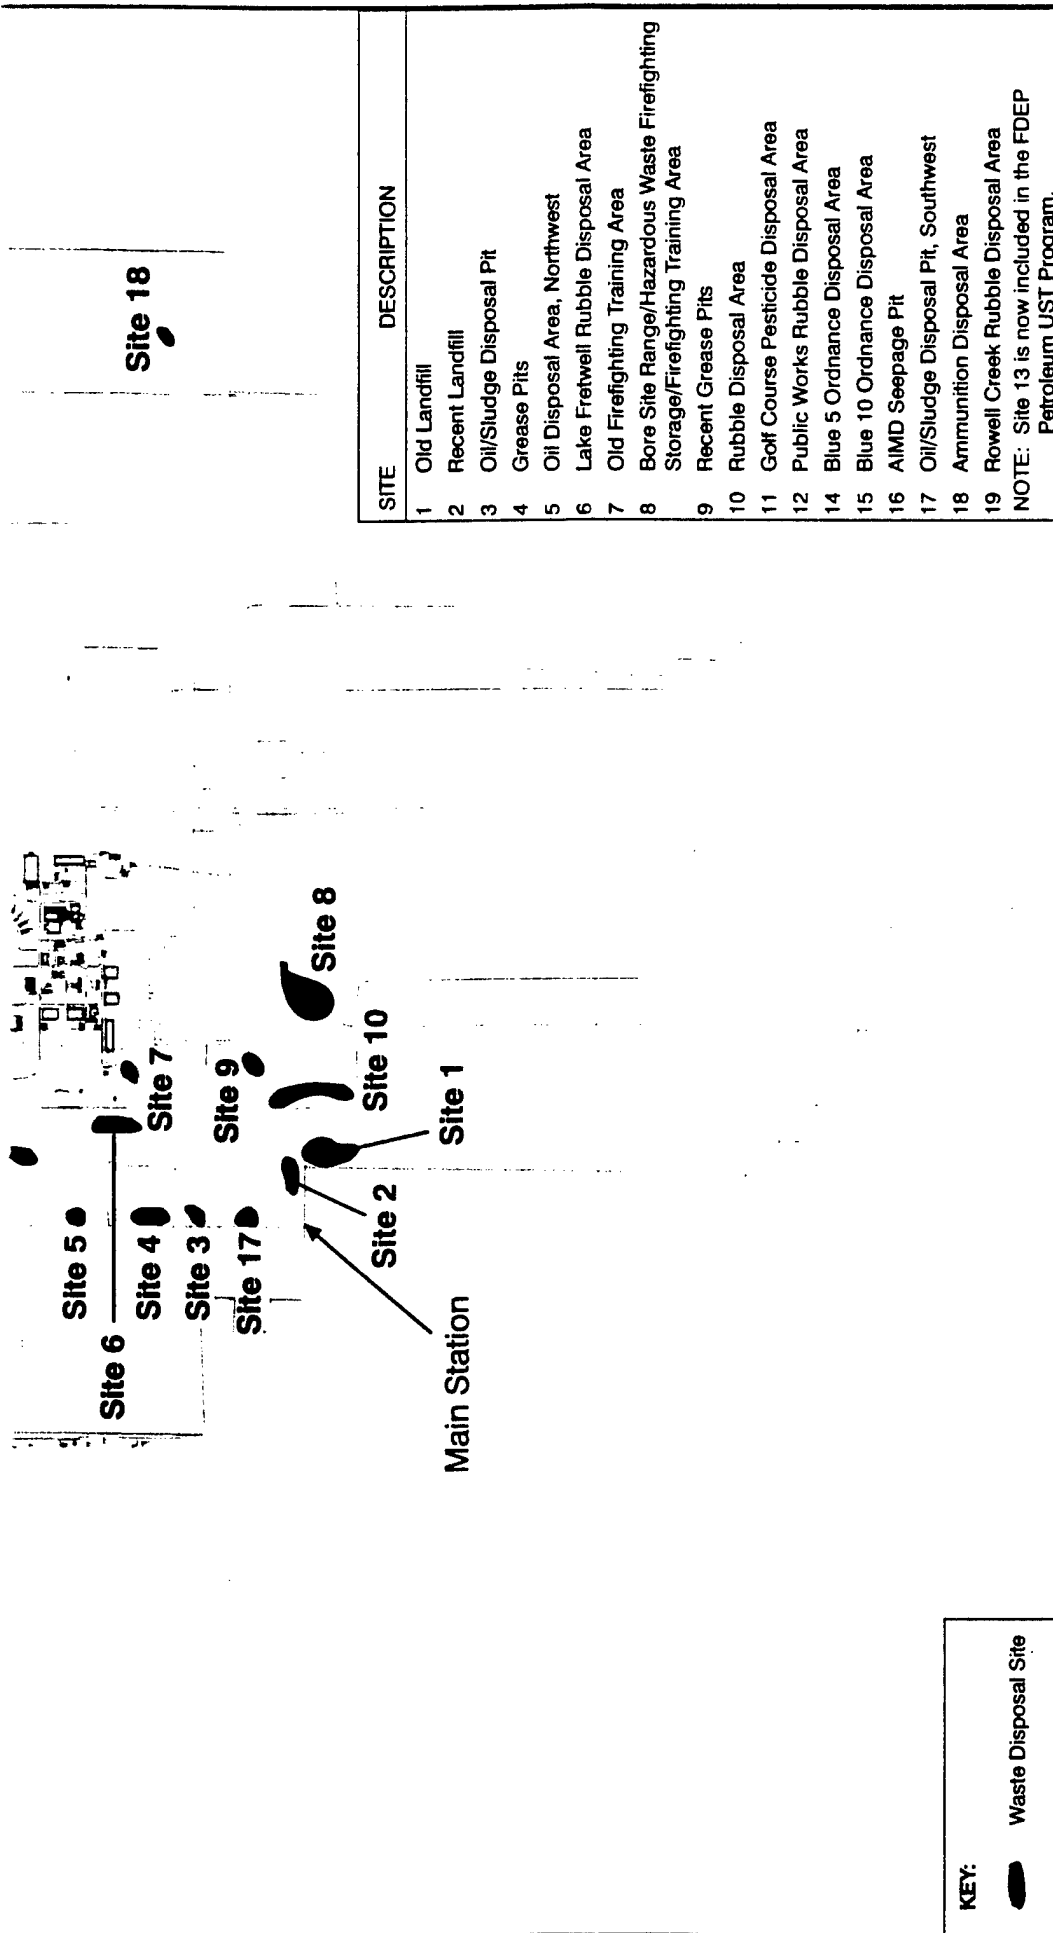 Site 18
Site 5
Site 6
Site 4
Site 3
Site 17
Site 7
Site 9
Site 8
Site 10
Site 1
Site 2
Main Station
SITE DESCRIPTION
1 Old Landfill
2 Recent Landfill
3 Oil/Sludge Disposal Pit
4 Grease Pits
5 Oil Disposal Area, Northwest
6 Lake Fretwell Rubble Disposal Area
7 Old Firefighting Training Area
8 Bore Site Range/Hazardous Waste Firefighting
Storage/Firefighting Training Area
9 Recent Grease Pits
10 Rubble Disposal Area
11 Golf Course Pesticide Disposal Area
12 Public Works Rubble Disposal Area
14 Blue 5 Ordnance Disposal Area
15 Blue 10 Ordnance Disposal Area
16 AIMD Seepage Pit
17 Oil/Sludge Disposal Pit, Southwest
18 Ammunition Disposal Area
19 Rowell Creek Rubble Disposal Area
NOTE: Site 13 is now included in the FDEP
Petroleum UST Program.
KEY:
Waste Disposal Site